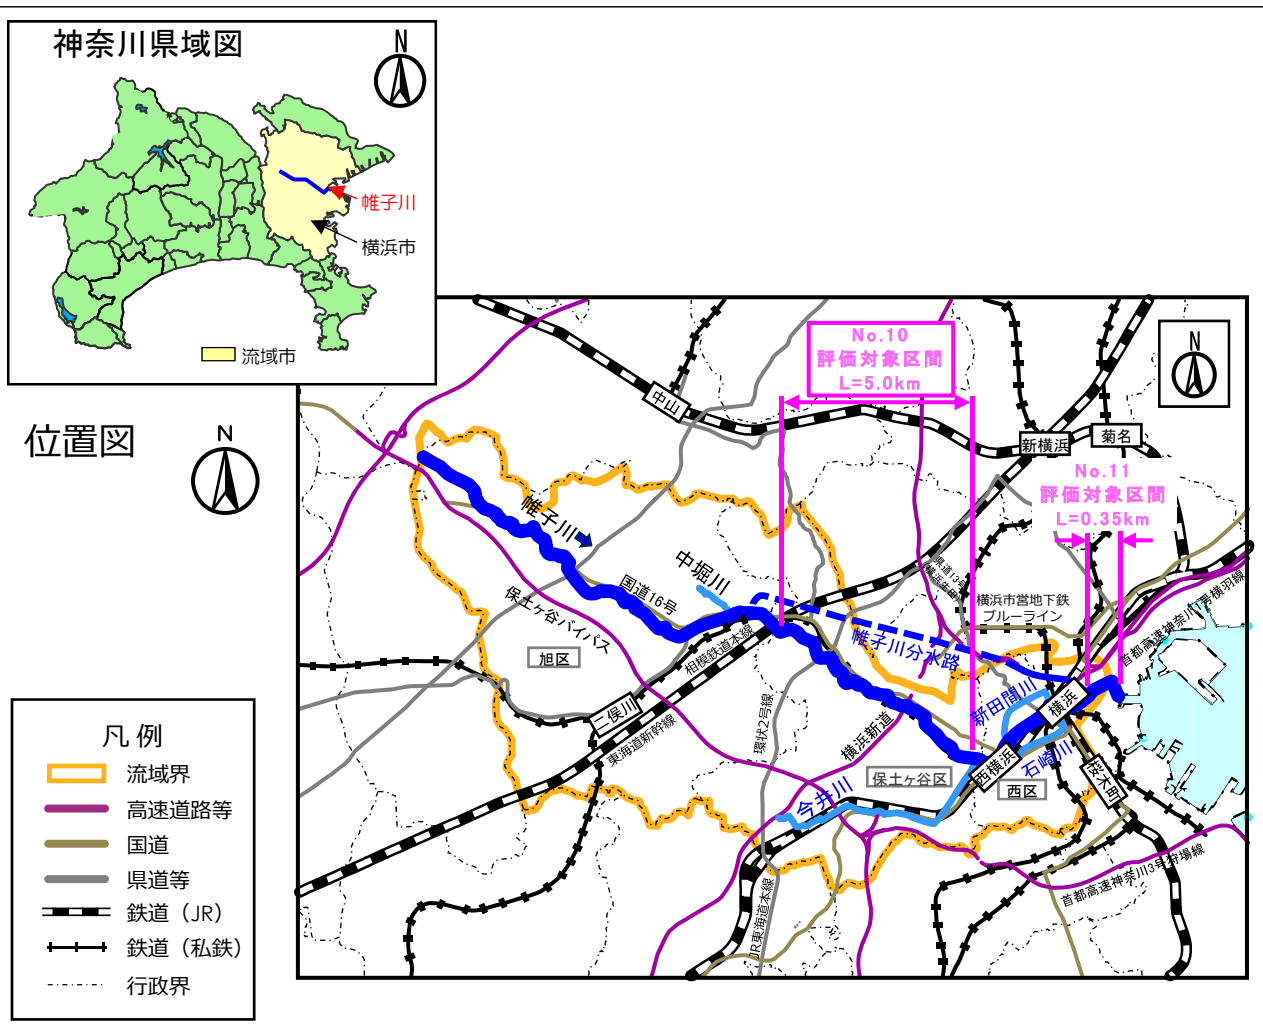 神奈川県域図
N
帷子川
横浜市
流域市
位置図
N
No.10
評価対象区間
L=5.0km
N
中山
新横浜
菊名
No.11
評価対象区間
L=0.35km
帷子川
中堀川
国道16号
保土ヶ谷バイパス
横浜市営地下鉄
ブルーライン
首都高速神奈川1号横羽線
旭区
相模鉄道本線
帷子川分水路
二俣川
東海道新幹線
環状2号線
横浜新道
新田間川
横浜
石崎川
西横浜
桜木町
保土ヶ谷区
西区
今井川
JR東海道本線
首都高速神奈川3号狩場線
凡例
流域界
高速道路等
国道
県道等
鉄道（JR）
鉄道（私鉄）
行政界